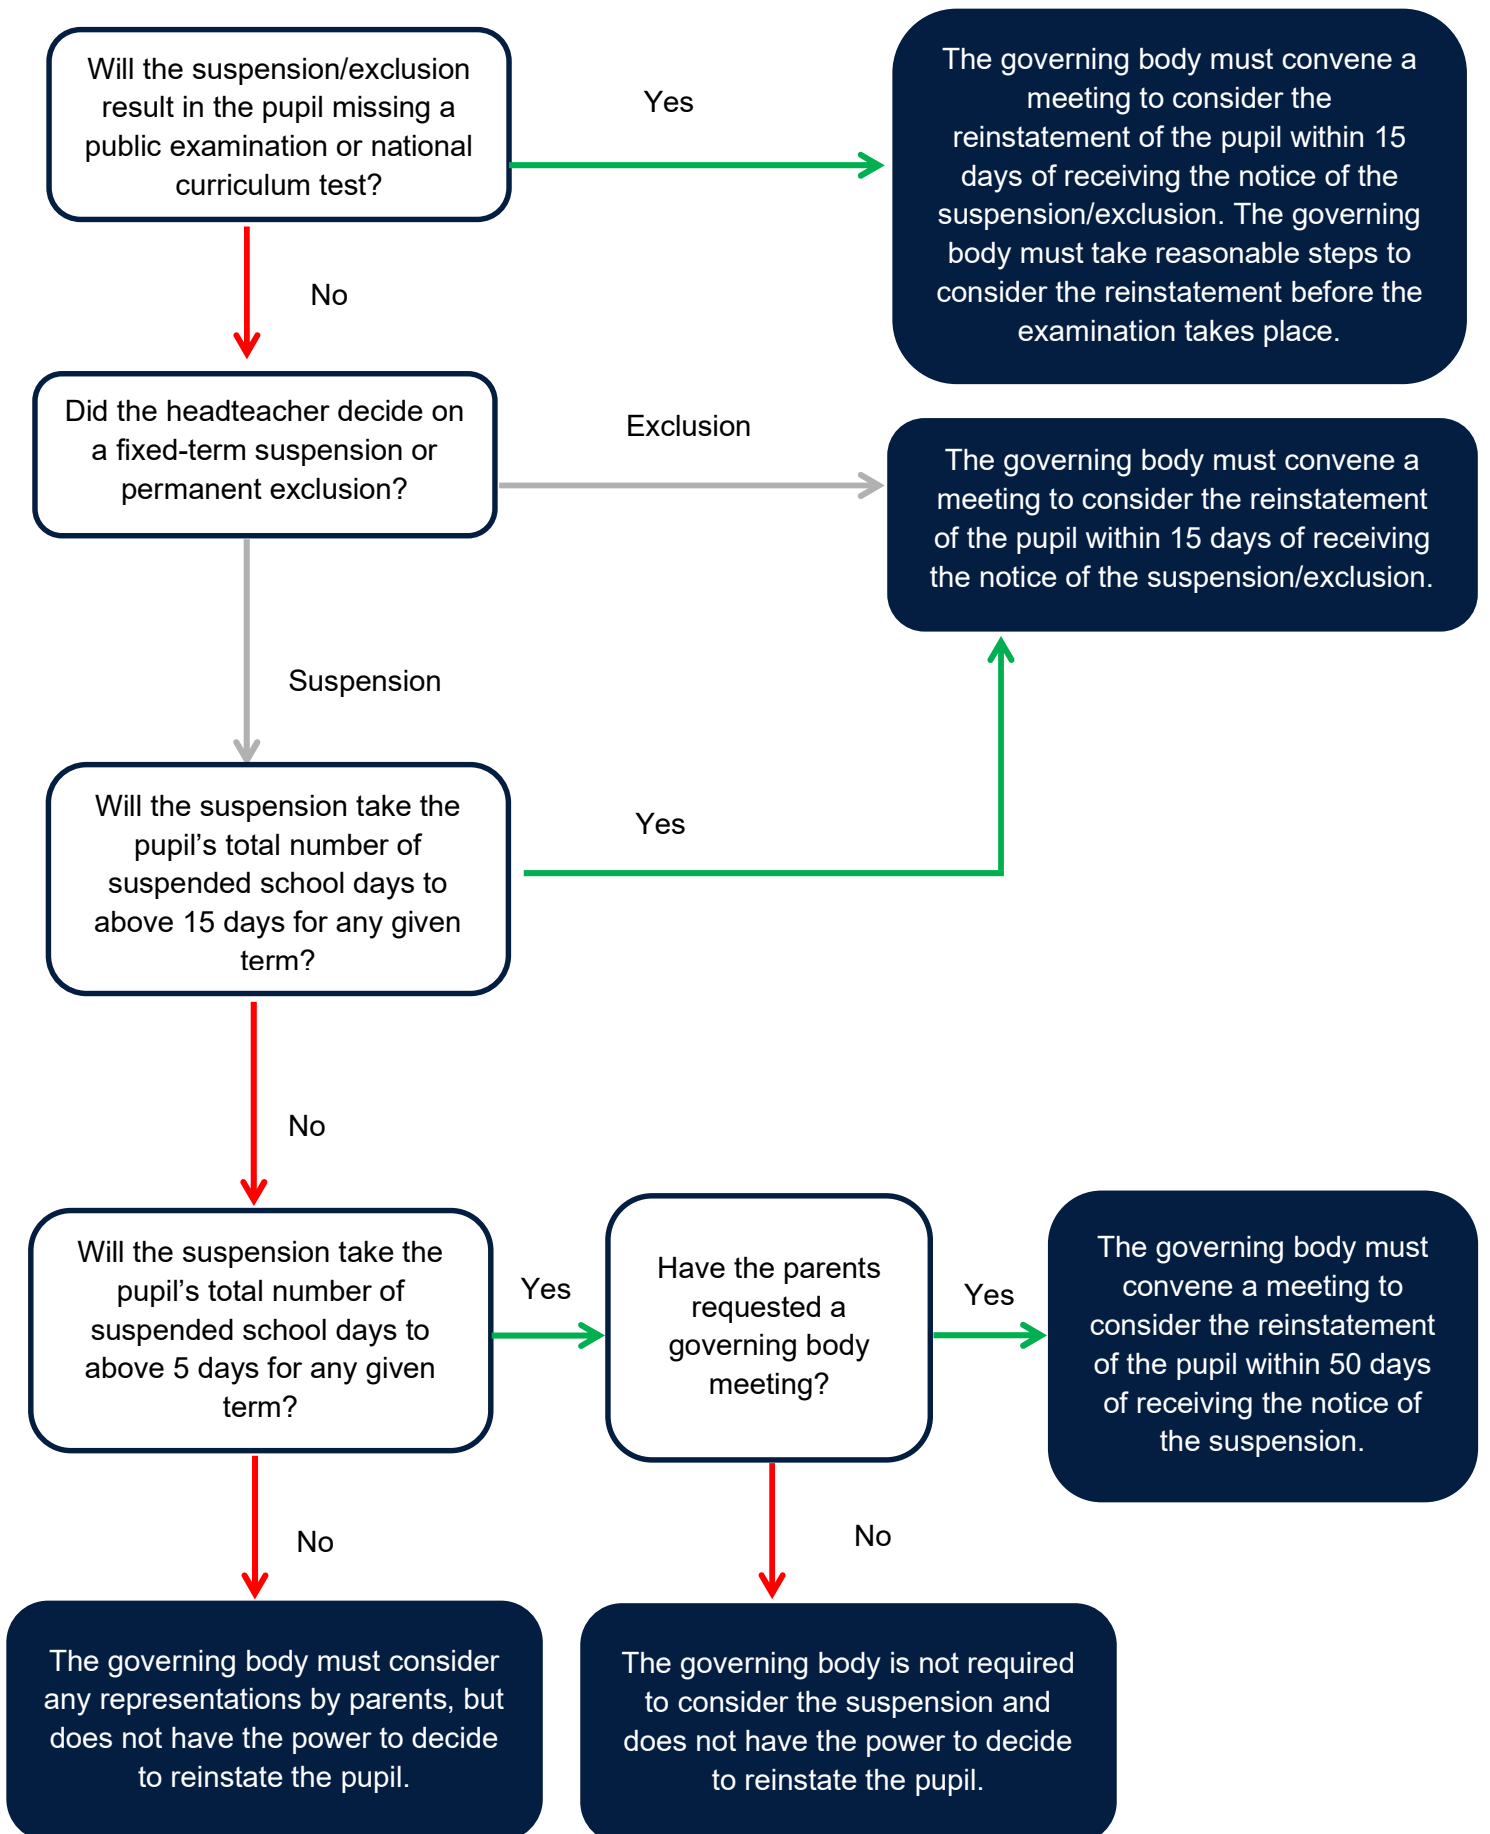 Will the suspension/exclusion
result in the pupil missing a
public examination or national
curriculum test?
Yes
The governing body must convene a
meeting to consider the
reinstatement of the pupil within 15
days of receiving the notice of the
suspension/exclusion. The governing
body must take reasonable steps to
consider the reinstatement before the
examination takes place.
No
Did the headteacher decide on
a fixed-term suspension or
permanent exclusion?
Exclusion
The governing body must convene a
meeting to consider the reinstatement
of the pupil within 15 days of receiving
the notice of the suspension/exclusion.
Suspension
Will the suspension take the
pupil’s total number of
suspended school days to
above 15 days for any given
term?
Yes
No
Will the suspension take the
pupil’s total number of
suspended school days to
above 5 days for any given
term?
Yes
Have the parents
requested a
governing body
meeting?
Yes
The governing body must
convene a meeting to
consider the reinstatement
of the pupil within 50 days
of receiving the notice of
the suspension.
No
No
The governing body must consider
any representations by parents, but
does not have the power to decide
to reinstate the pupil.
The governing body is not required
to consider the suspension and
does not have the power to decide
to reinstate the pupil.